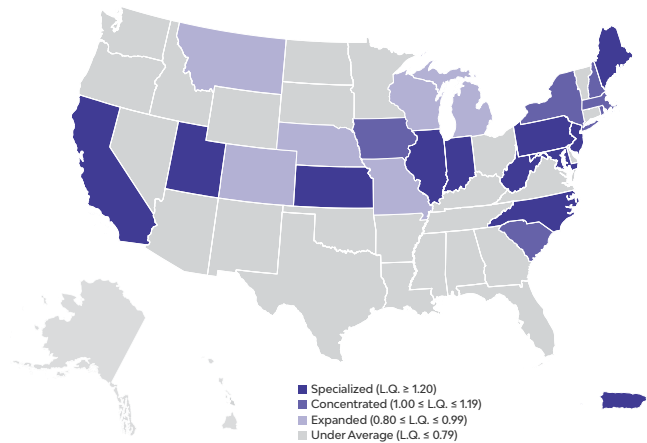 Specialized (L.Q. ≥ 1.20)
Concentrated (1.00 ≤ L.Q. ≤ 1.19)
Expanded (0.80 ≤ L.Q. ≤ 0.99)
Under Average (L.Q. ≤ 0.79)